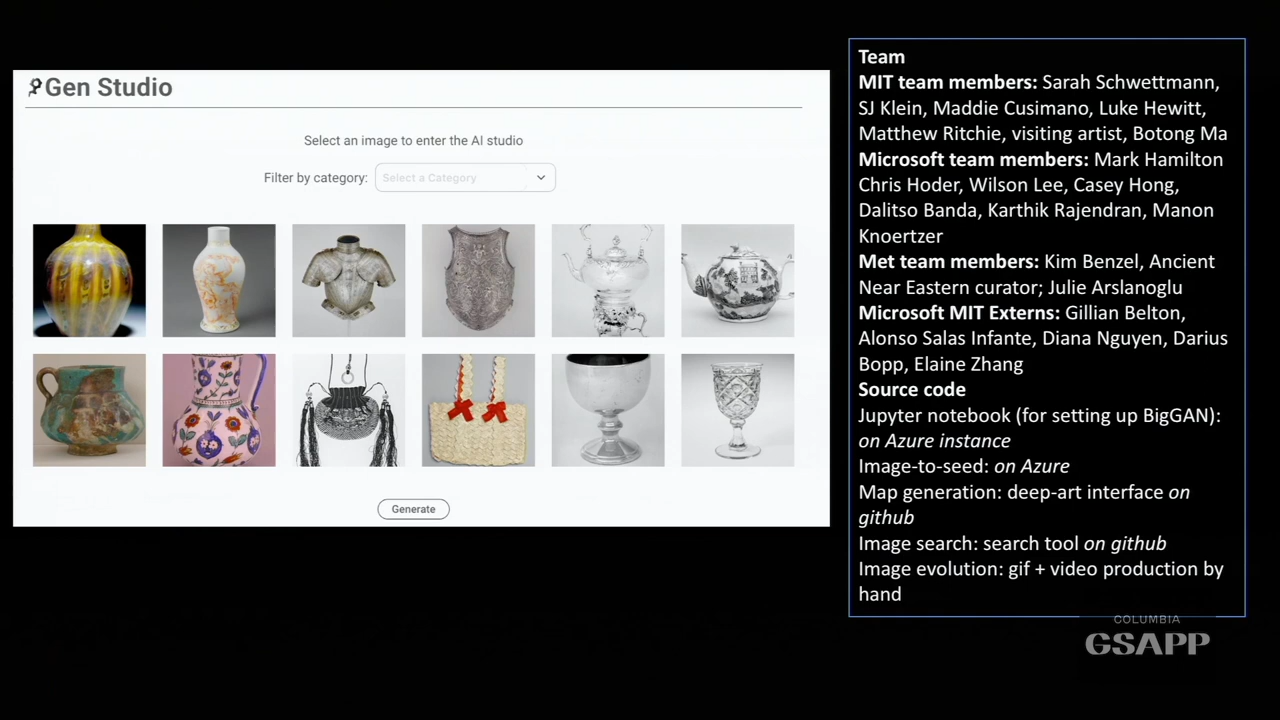 Gen Studio
Select an image to enter the AI studio
Filter by category:
Select a Category
Generate
Team
MIT team members: Sarah Schwettmann,
SJ Klein, Maddie Cusimano, Luke Hewitt,
Matthew Ritchie, visiting artist, Botong Ma
Microsoft team members: Mark Hamilton
Chris Hoder, Wilson Lee, Casey Hong,
Dalitso Banda, Karthik Rajendran, Manon
Knoertzer
Met team members: Kim Benzel, Ancient
Near Eastern curator; Julie Arslanoglu
Microsoft MIT Externs: Gillian Belton,
Alonso Salas Infante, Diana Nguyen, Darius
Bopp, Elaine Zhang
Source code
Jupyter notebook (for setting up BigGAN):
on Azure instance
Image-to-seed: on Azure
Map generation: deep-art interface on
github
Image search: search tool on github
Image evolution: gif + video production by
hand
COLUMBIA
GSAPP